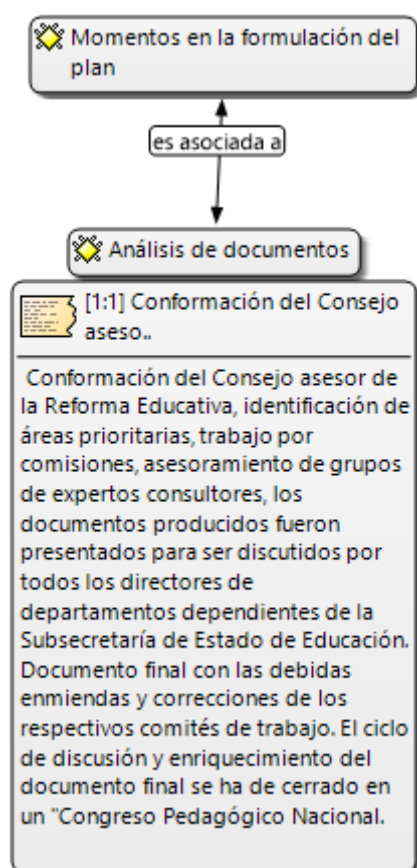 Momentos en la formulación del
plan
es asociada a
Análisis de documentos
[1:1] Conformación del Consejo
aseso..
Conformación del Consejo asesor de
la Reforma Educativa, identificación de
áreas prioritarias, trabajo por
comisiones, asesoramiento de grupos
de expertos consultores, los
documentos producidos fueron
presentados para ser discutidos por
todos los directores de
departamentos dependientes de la
Subsecretaría de Estado de Educación.
Documento final con las debidas
enmiendas y correcciones de los
respectivos comités de trabajo. El ciclo
de discusión y enriquecimiento del
documento final se ha de cerrado en
un "Congreso Pedagógico Nacional.